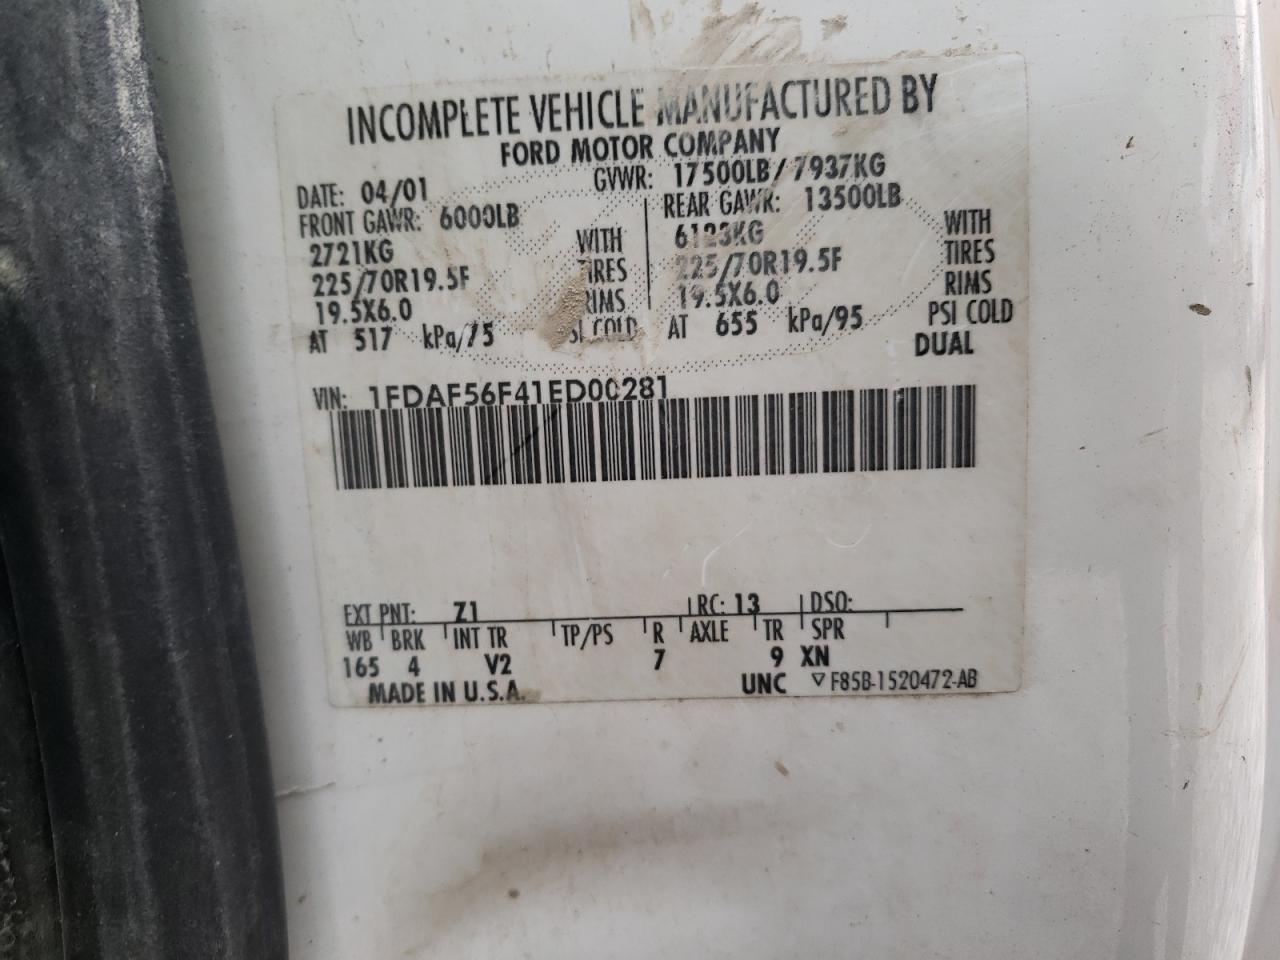 INCOMPLETE VEHICLE MANUFACTURED BY
FORD MOTOR COMPANY
DATE: 04/01 GVWR: 17500LB / 7937KG
FRONT GAWR: 6000LB REAR GAWR: 13500LB
2721KG WITH 6123KG WITH
225/70R19.5F TIRES 225/70R19.5F TIRES
19.5X6.0 RIMS 19.5X6.0 RIMS
AT 517 kPa/75 PSI COLD AT 655 kPa/95 PSI COLD
DUAL
VIN: 1FDAF56F41ED00281
EXT PNT: Z1 RC: 13 DSO:
WB BRK INT TR TP/PS R AXLE TR SPR
165 4 V2 7 9 XN
MADE IN U.S.A. UNC ▽ F85B-1520472-AB